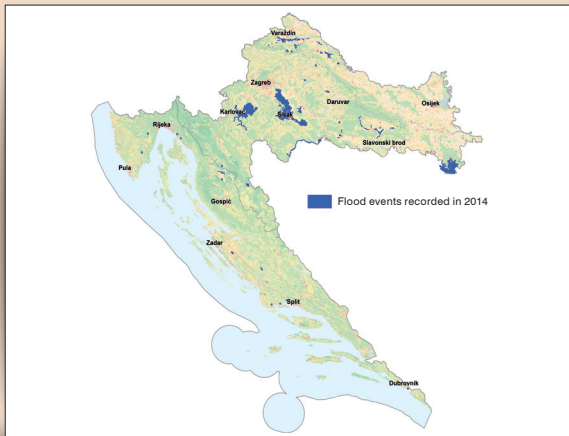 Varaždin
Zagreb
Karlovac
Sisak
Daruvar
Osijek
Rijeka
Slavonski brod
Pula
Flood events recorded in 2014
Gospić
Zadar
Split
Dubrovnik